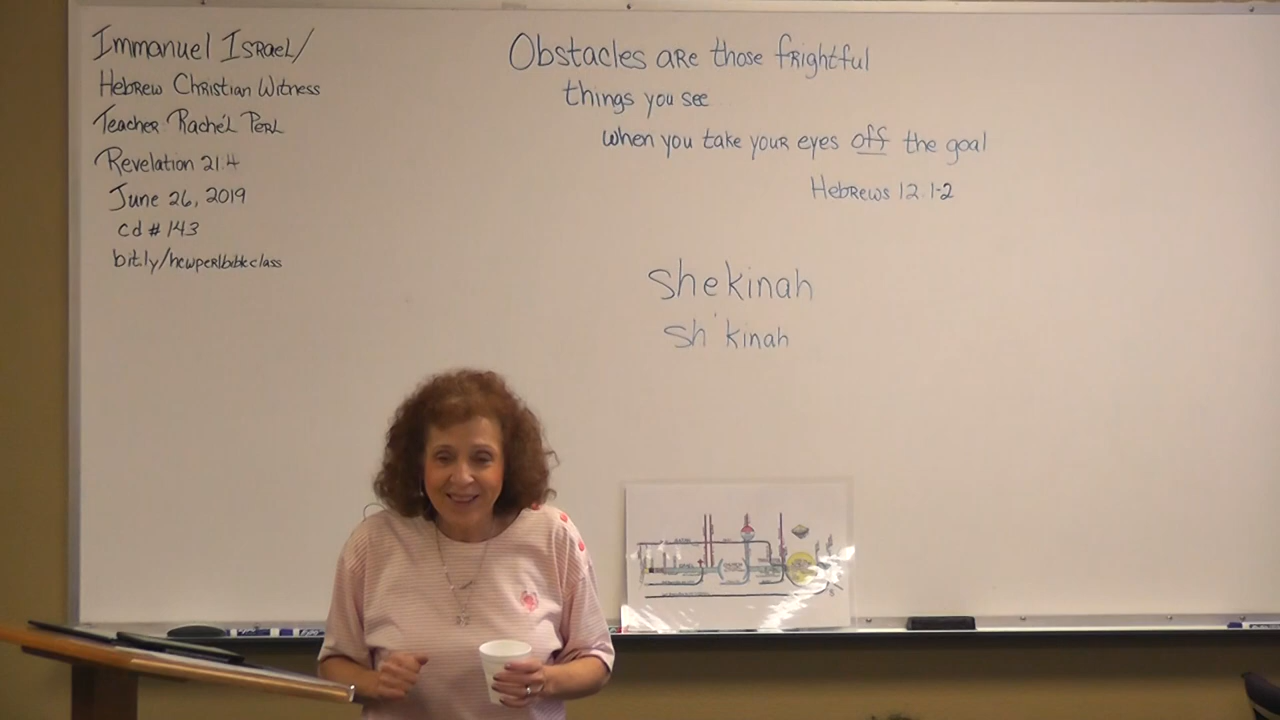 Immanuel Israel/
Hebrew Christian Witness
Teacher Rache'l Perl
Revelation 21:4
June 26, 2019
cd # 143
bit.ly/hcwperlbibleclass
Obstacles are those frightful
things you see
when you take your eyes off the goal
Hebrews 12:1-2
shekinah
sh'kinah